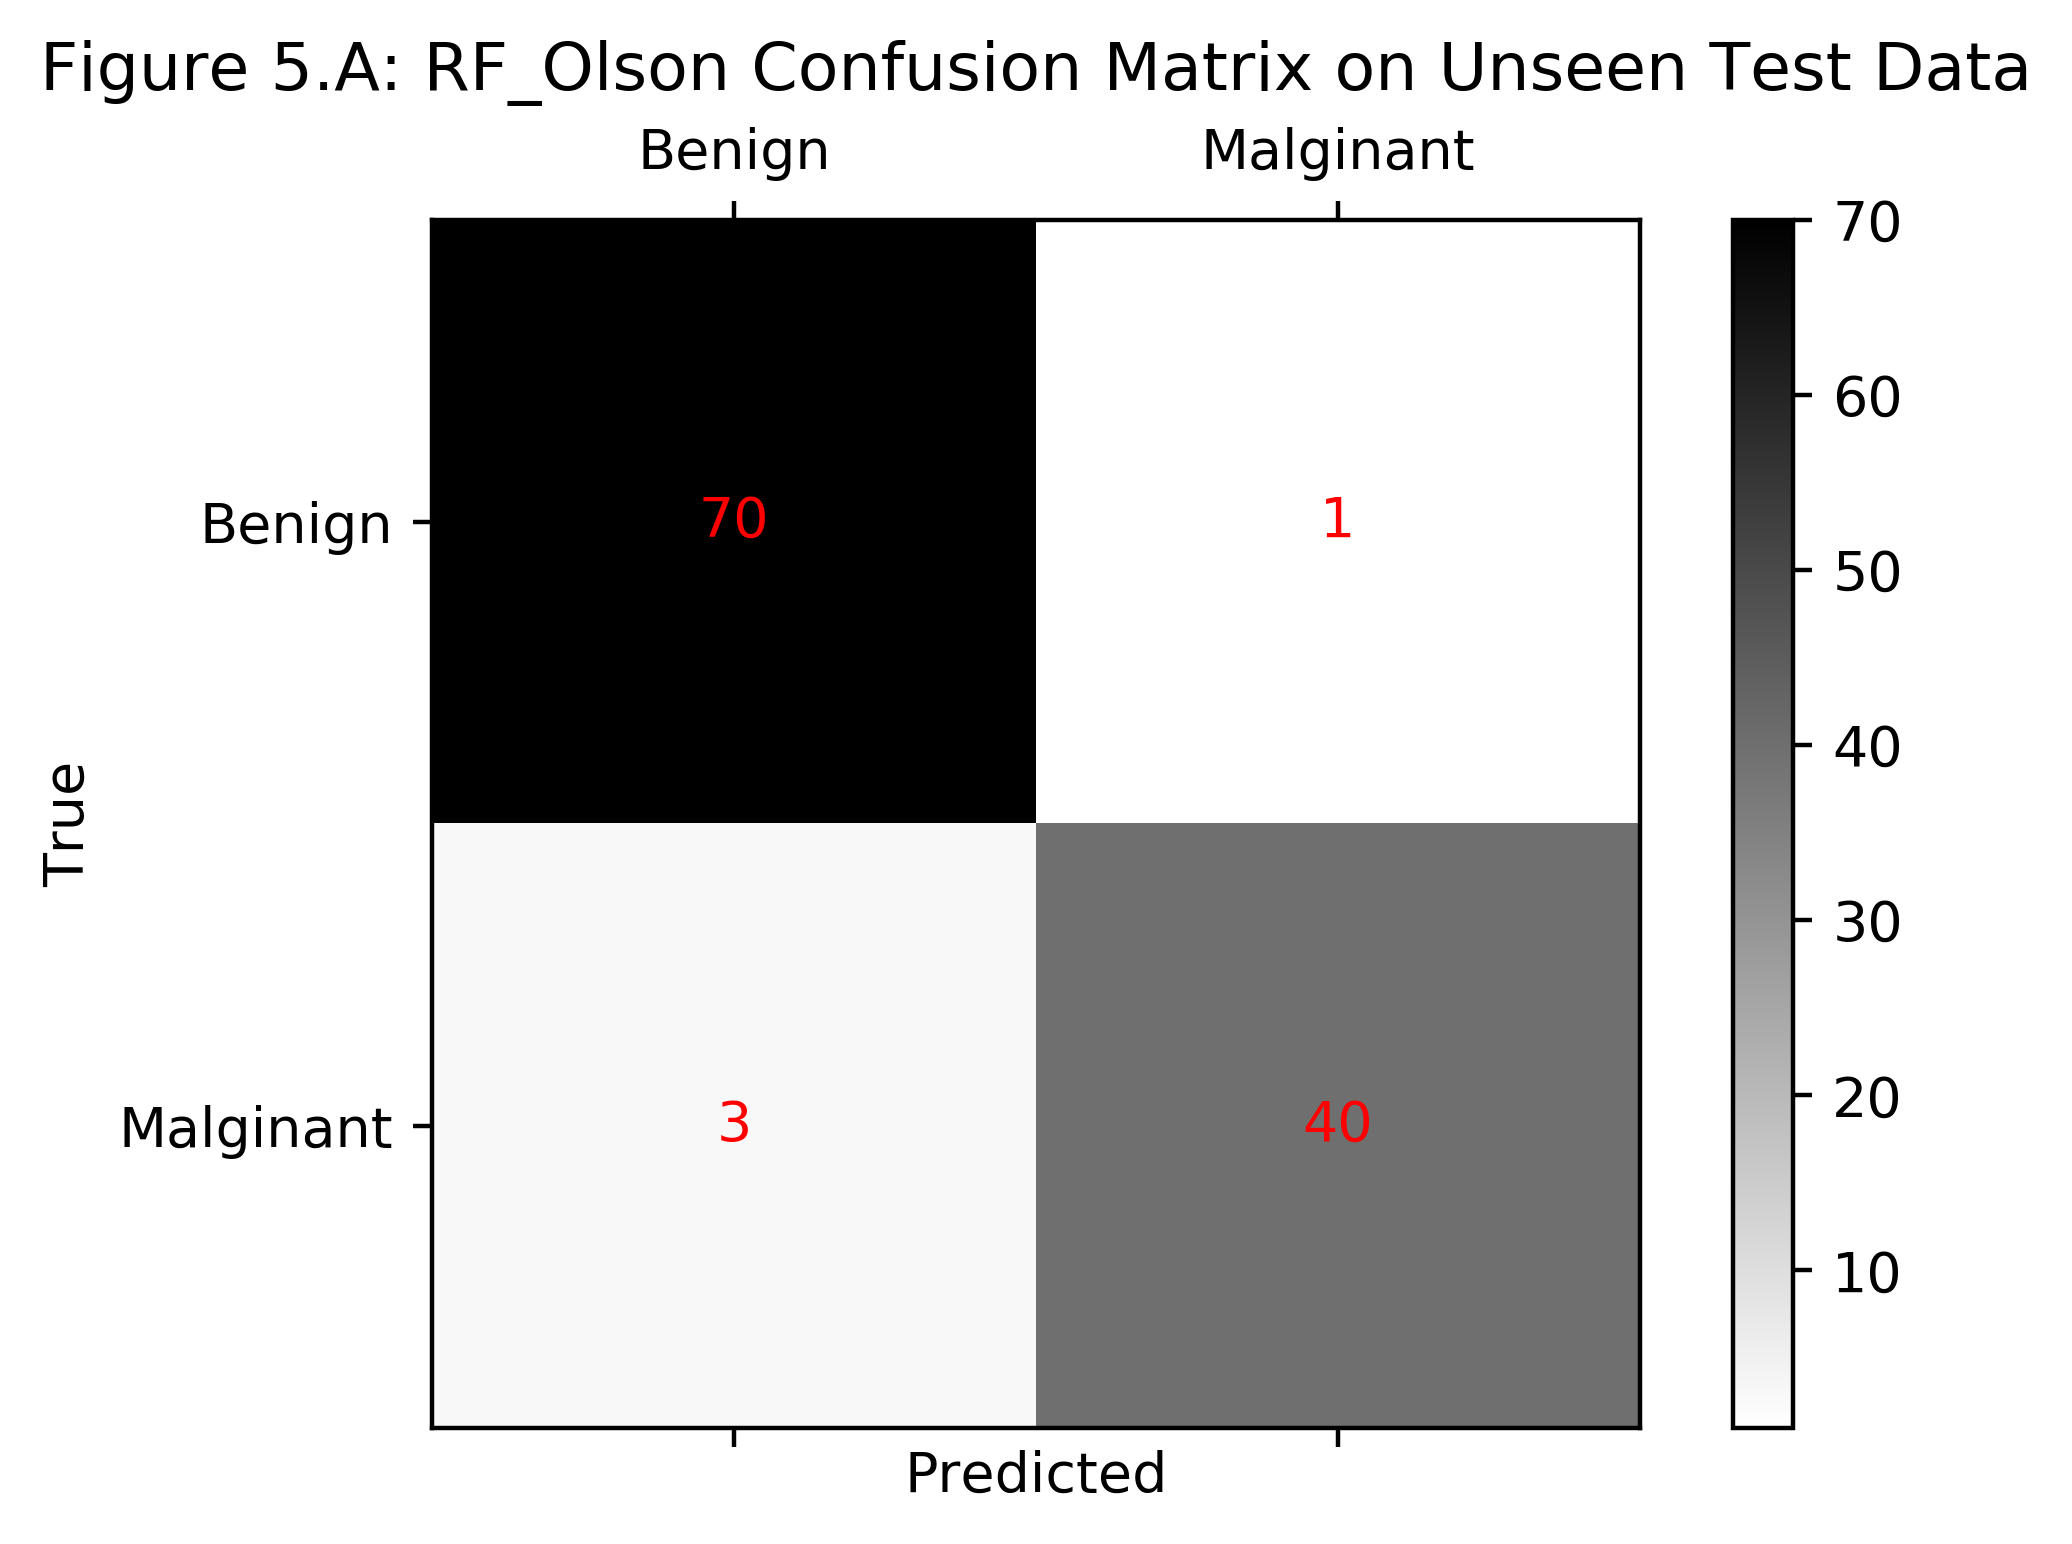 Figure 5.A: RF_Olson Confusion Matrix on Unseen Test Data
Benign Malginant
70
60
50
40
30
20
10
True
Benign
70 1
Malginant
3 40
Predicted